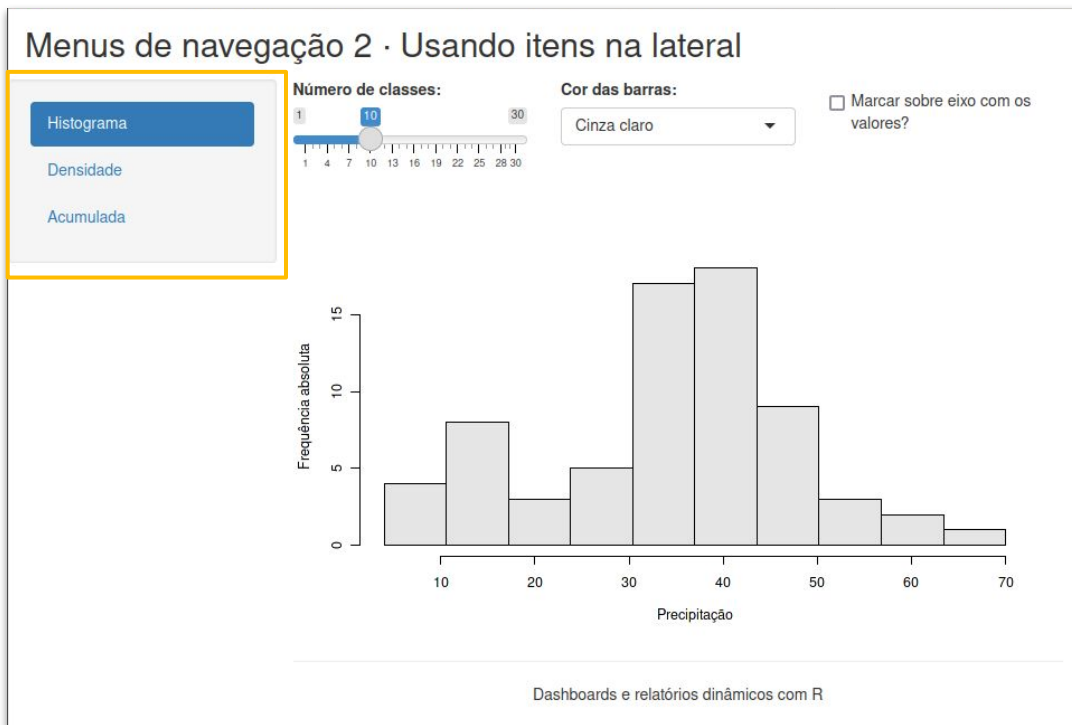 Menus de navegação 2 · Usando itens na lateral
Histograma
Densidade
Acumulada
Número de classes:
1 10 30
1 4 7 10 13 16 19 22 25 28 30
Cor das barras:
Cinza claro
Marcar sobre eixo com os
valores?
Frequência absoluta
15
10
5
0
10 20 30 40 50 60 70
Precipitação
Dashboards e relatórios dinâmicos com R